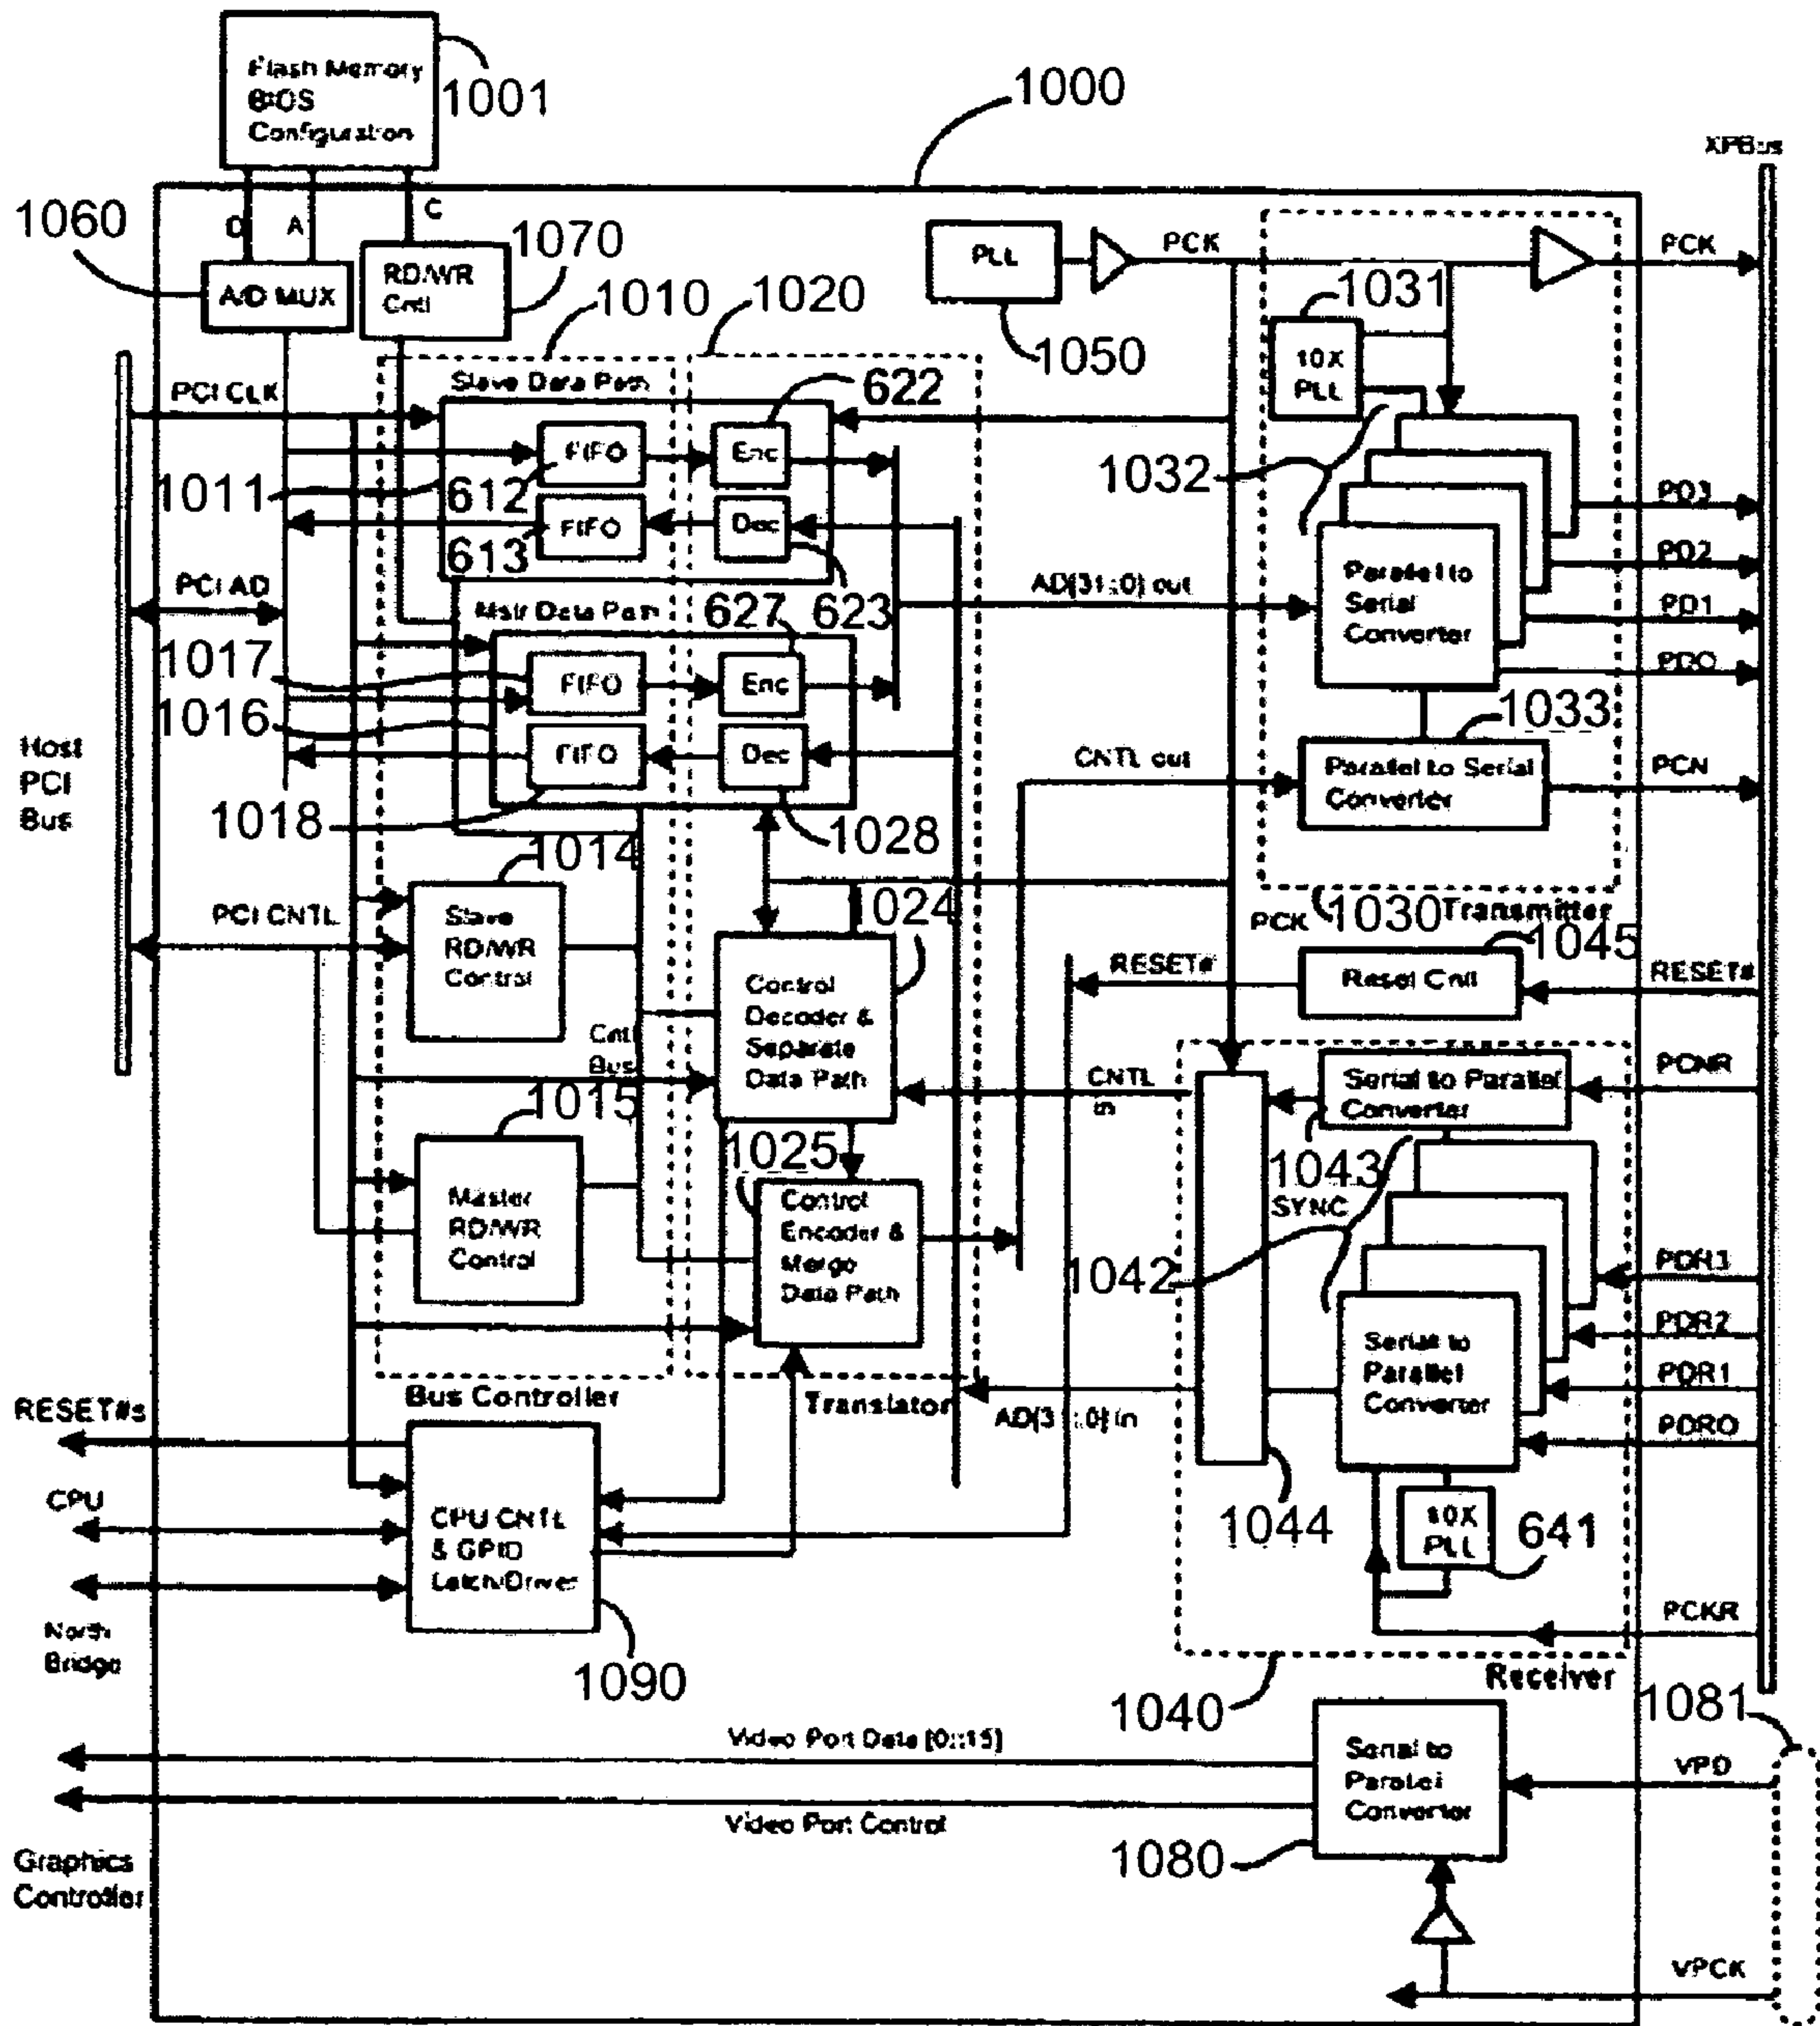 Flash Memory
BIOS
Configuration
1001
1000
XPBus
D
A
C
1060
A/D MUX
RD/WR
Cntl
1070
1010
1020
PLL
1050
PCK
PCK
1031
10X
PLL
PCI CLK
Slave Data Path
622
FIFO
Enc
1011
612
FIFO
Dec
613
623
1032
PD3
PD2
PD1
PD0
Parallel to
Serial
Converter
PCI AD
AD[31::0] out
Mstr Data Path
627
1017
FIFO
Enc
1016
FIFO
Dec
1018
1028
1033
CNTL out
Parallel to Serial
Converter
PCN
Host
PCI
Bus
1014
1024
PCK
1030
Transmitter
PCI CNTL
Slave
RD/WR
Control
Control
Decoder &
Separate
Data Path
RESET#
1045
Reset Cntl
RESET#
Cntl
Bus
CNTL
in
Serial to Parallel
Converter
PCNR
1015
1025
1043
SYNC
Master
RD/WR
Control
Control
Encoder &
Merge
Data Path
1042
PDR3
PDR2
PDR1
PDR0
Serial to
Parallel
Converter
Bus Controller
Translator
AD[31::0] in
RESET#s
CPU
CPU CNTL
& GPIO
Latch/Driver
1044
10X
PLL
641
North
Bridge
1090
PCKR
Receiver
1040
1081
Video Port Data [0::15]
Serial to
Parallel
Converter
VPD
Video Port Control
1080
Graphics
Controller
VPCK